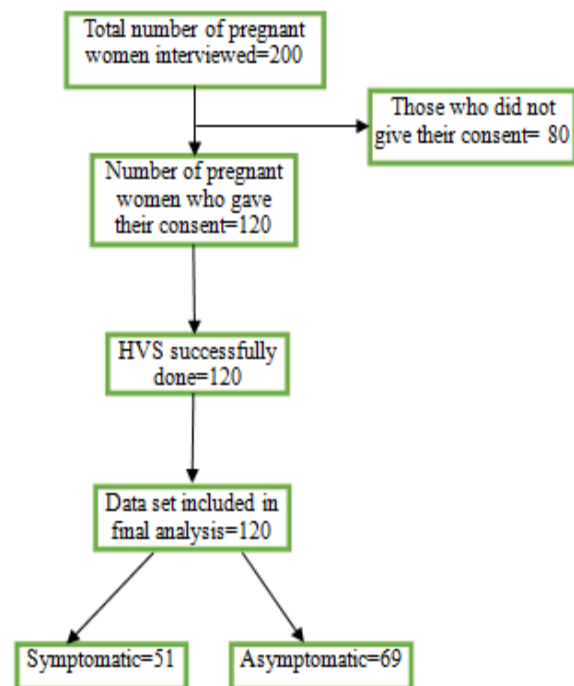 Total number of pregnant
women interviewed=200
Those who did not
give their consent= 80
Number of pregnant
women who gave
their consent=120
HVS successfully
done=120
Data set included in
final analysis=120
Symptomatic=51
Asymptomatic=69